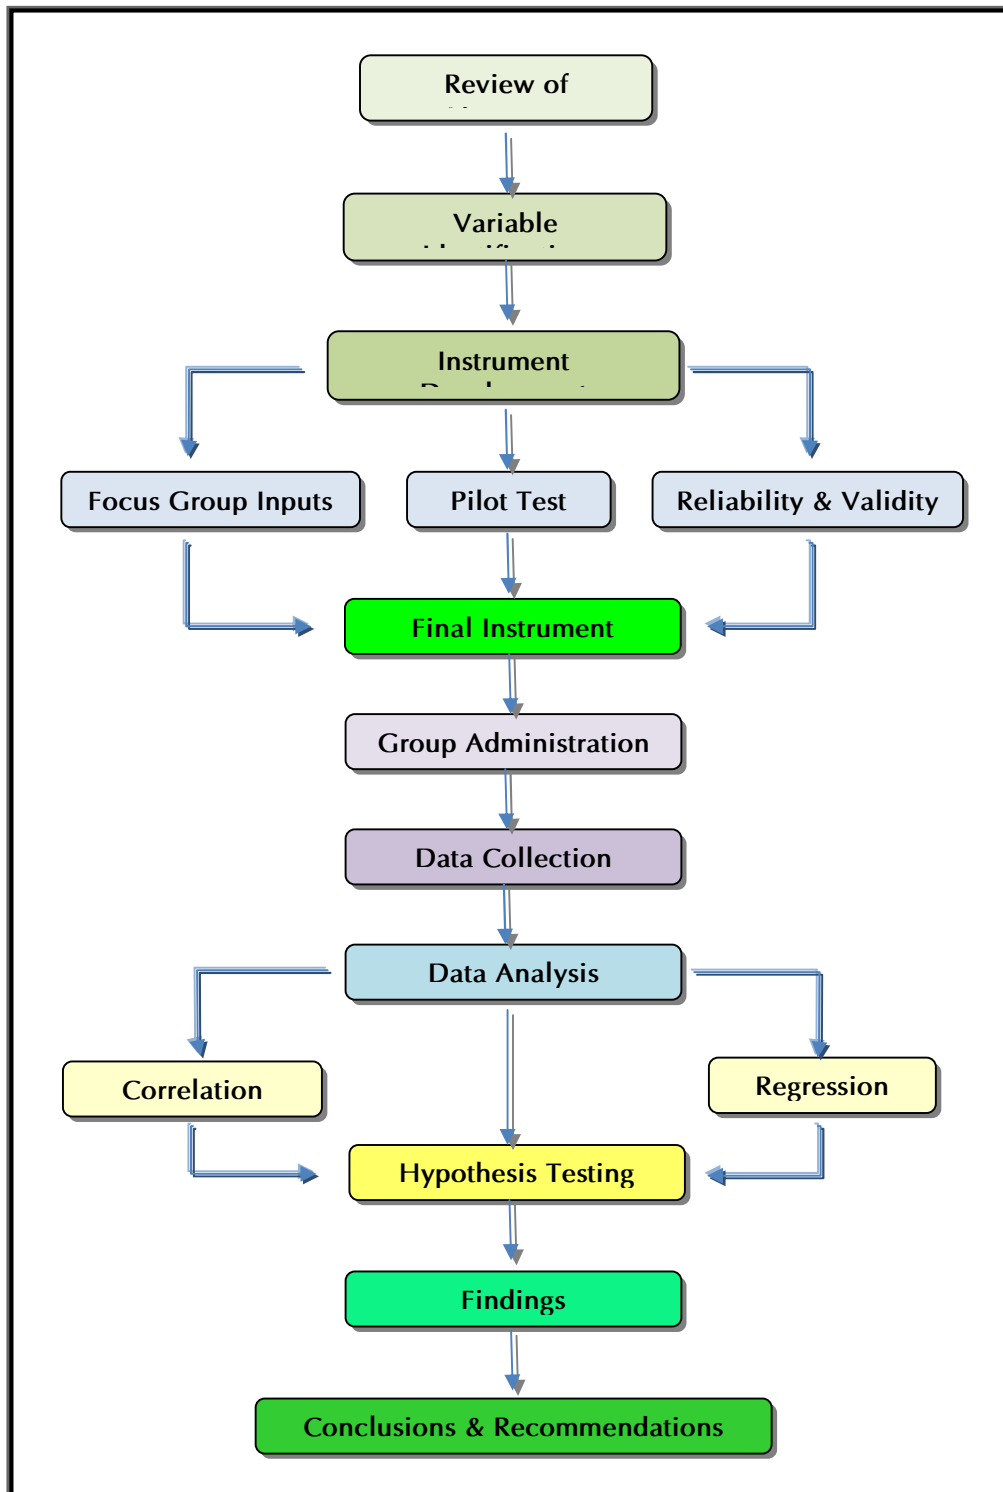 Review of
Variable
Instrument
Focus Group Inputs
Pilot Test
Reliability & Validity
Final Instrument
Group Administration
Data Collection
Data Analysis
Correlation
Regression
Hypothesis Testing
Findings
Conclusions & Recommendations